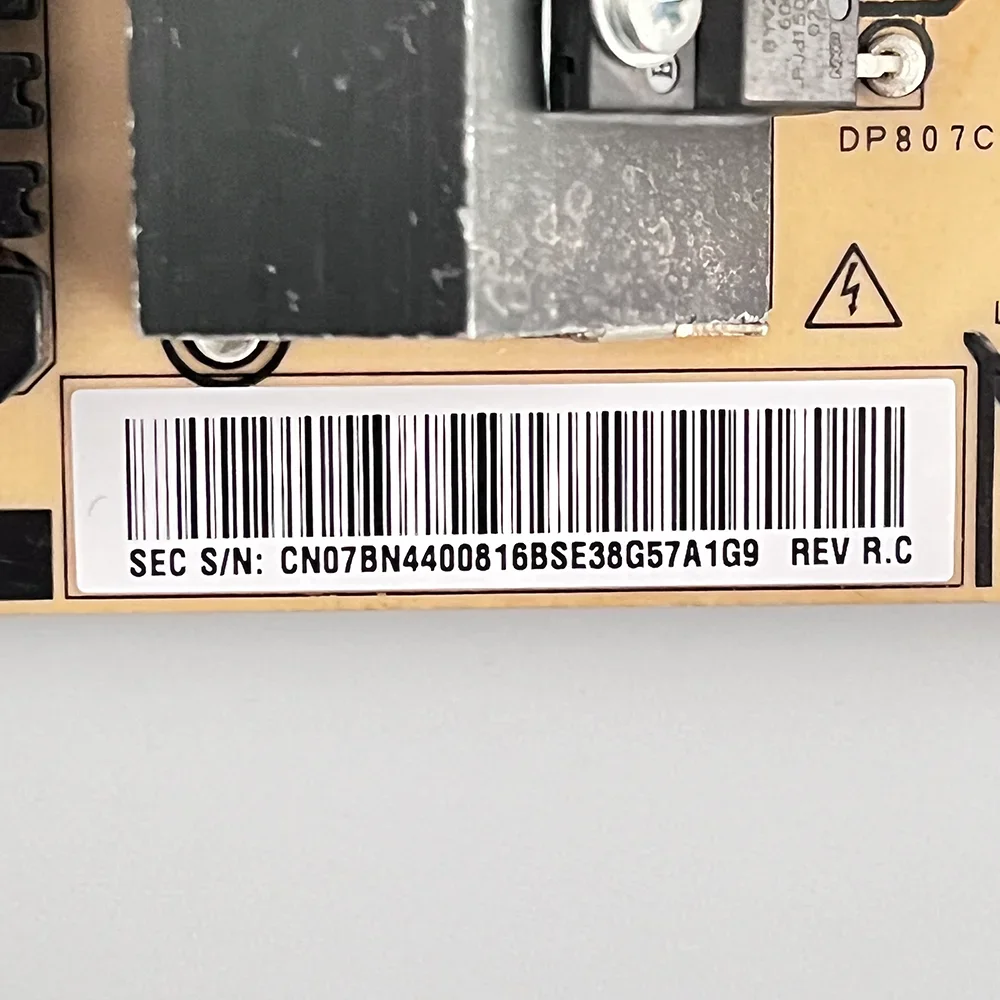 DP807C
SEC S/N: CN07BN4400816BSE38G57A1G9 REV R.C